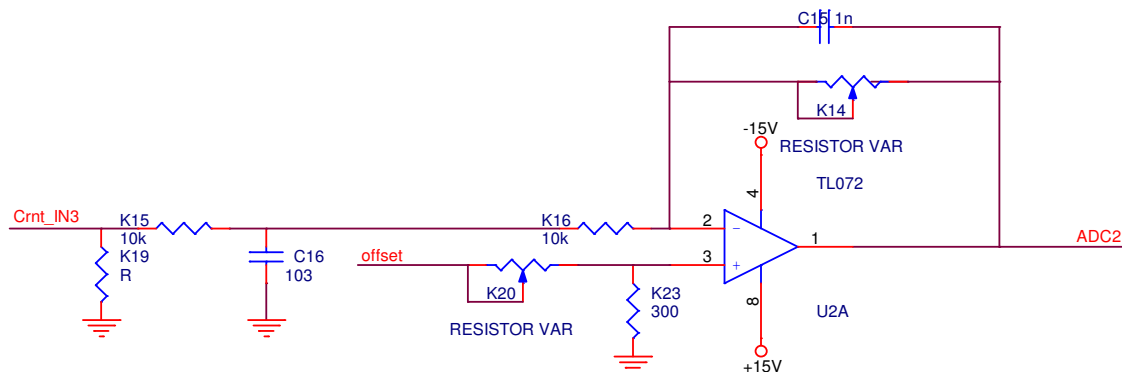 C15 1n
K14
-15V
RESISTOR VAR
TL072
4
Crnt_IN3
K15
10k
K16
10k
2
1
ADC2
K19
R
C16
103
offset
3
K20
K23
300
8
U2A
RESISTOR VAR
+15V